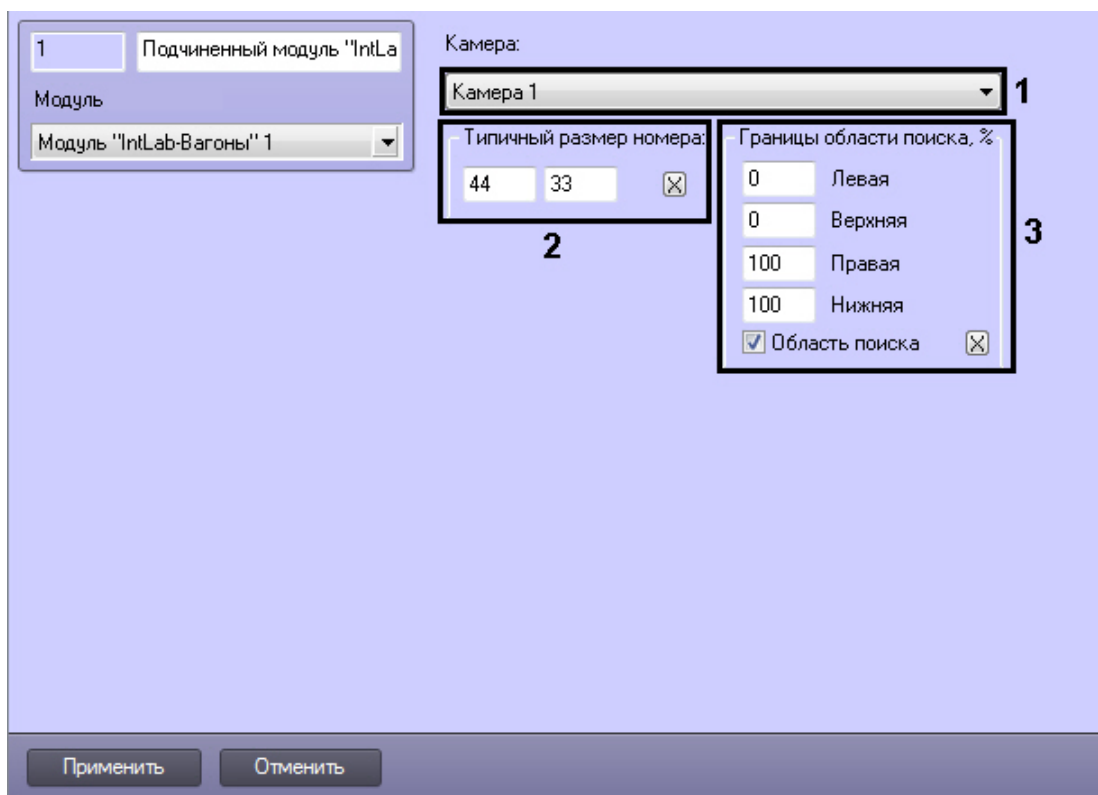 1
Подчиненный модуль "IntLa
Модуль
Модуль "IntLab-Вагоны" 1
Камера:
Камера 1
1
Типичный размер номера:
44 33
2
Границы области поиска, %
0 Левая
0 Верхняя
100 Правая
100 Нижняя
Область поиска
3
Применить
Отменить